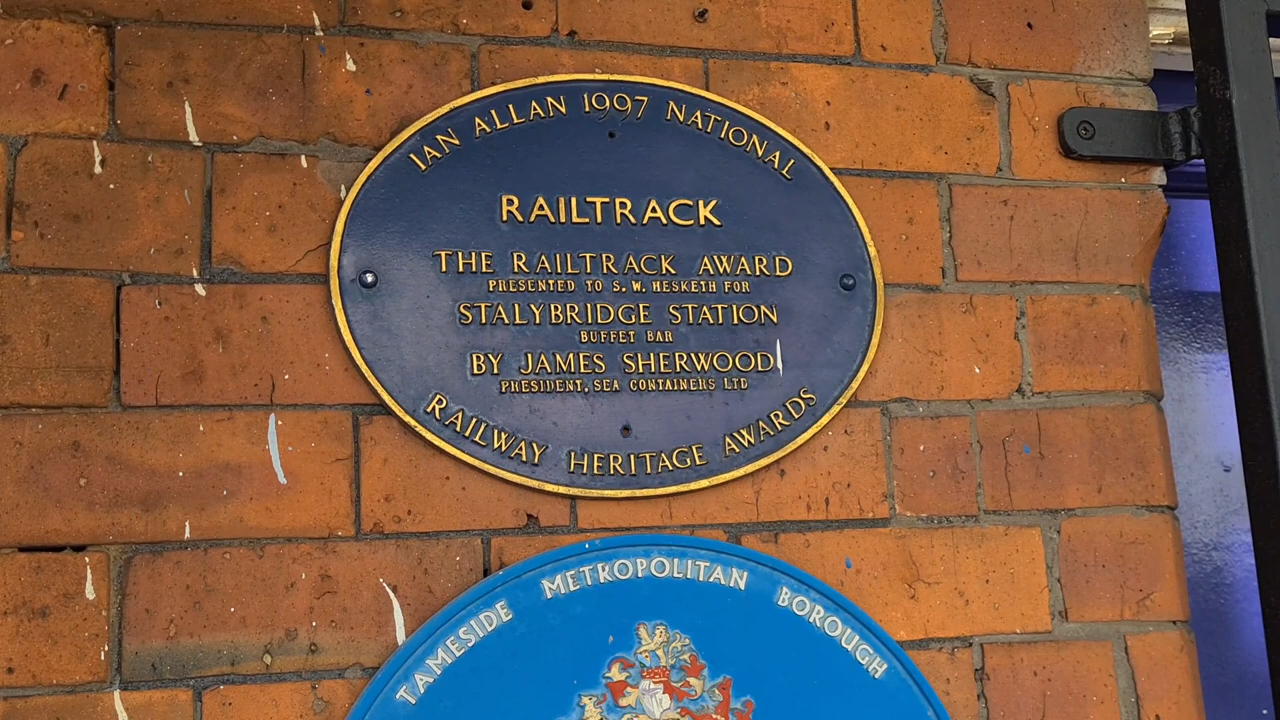 IAN ALLAN 1997 NATIONAL
RAILTRACK
THE RAILTRACK AWARD
PRESENTED TO S. W. HESKETH FOR
STALYBRIDGE STATION
BUFFET BAR
BY JAMES SHERWOOD
PRESIDENT, SEA CONTAINERS LTD
RAILWAY HERITAGE AWARDS
TAMESIDE METROPOLITAN BOROUGH